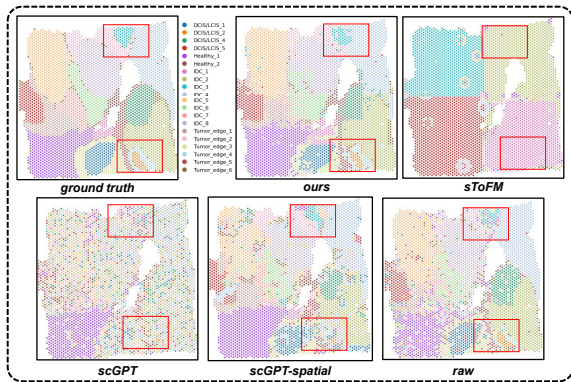 DCIS/LCIS_1
DCIS/LCIS_2
DCIS/LCIS_4
DCIS/LCIS_5
Healthy_1
Healthy_2
IDC_1
IDC_2
IDC_3
IDC_4
IDC_5
IDC_6
IDC_7
IDC_8
Tumor_edge_1
Tumor_edge_2
Tumor_edge_3
Tumor_edge_4
Tumor_edge_5
Tumor_edge_6
ground truth
ours
sToFM
scGPT
scGPT-spatial
raw